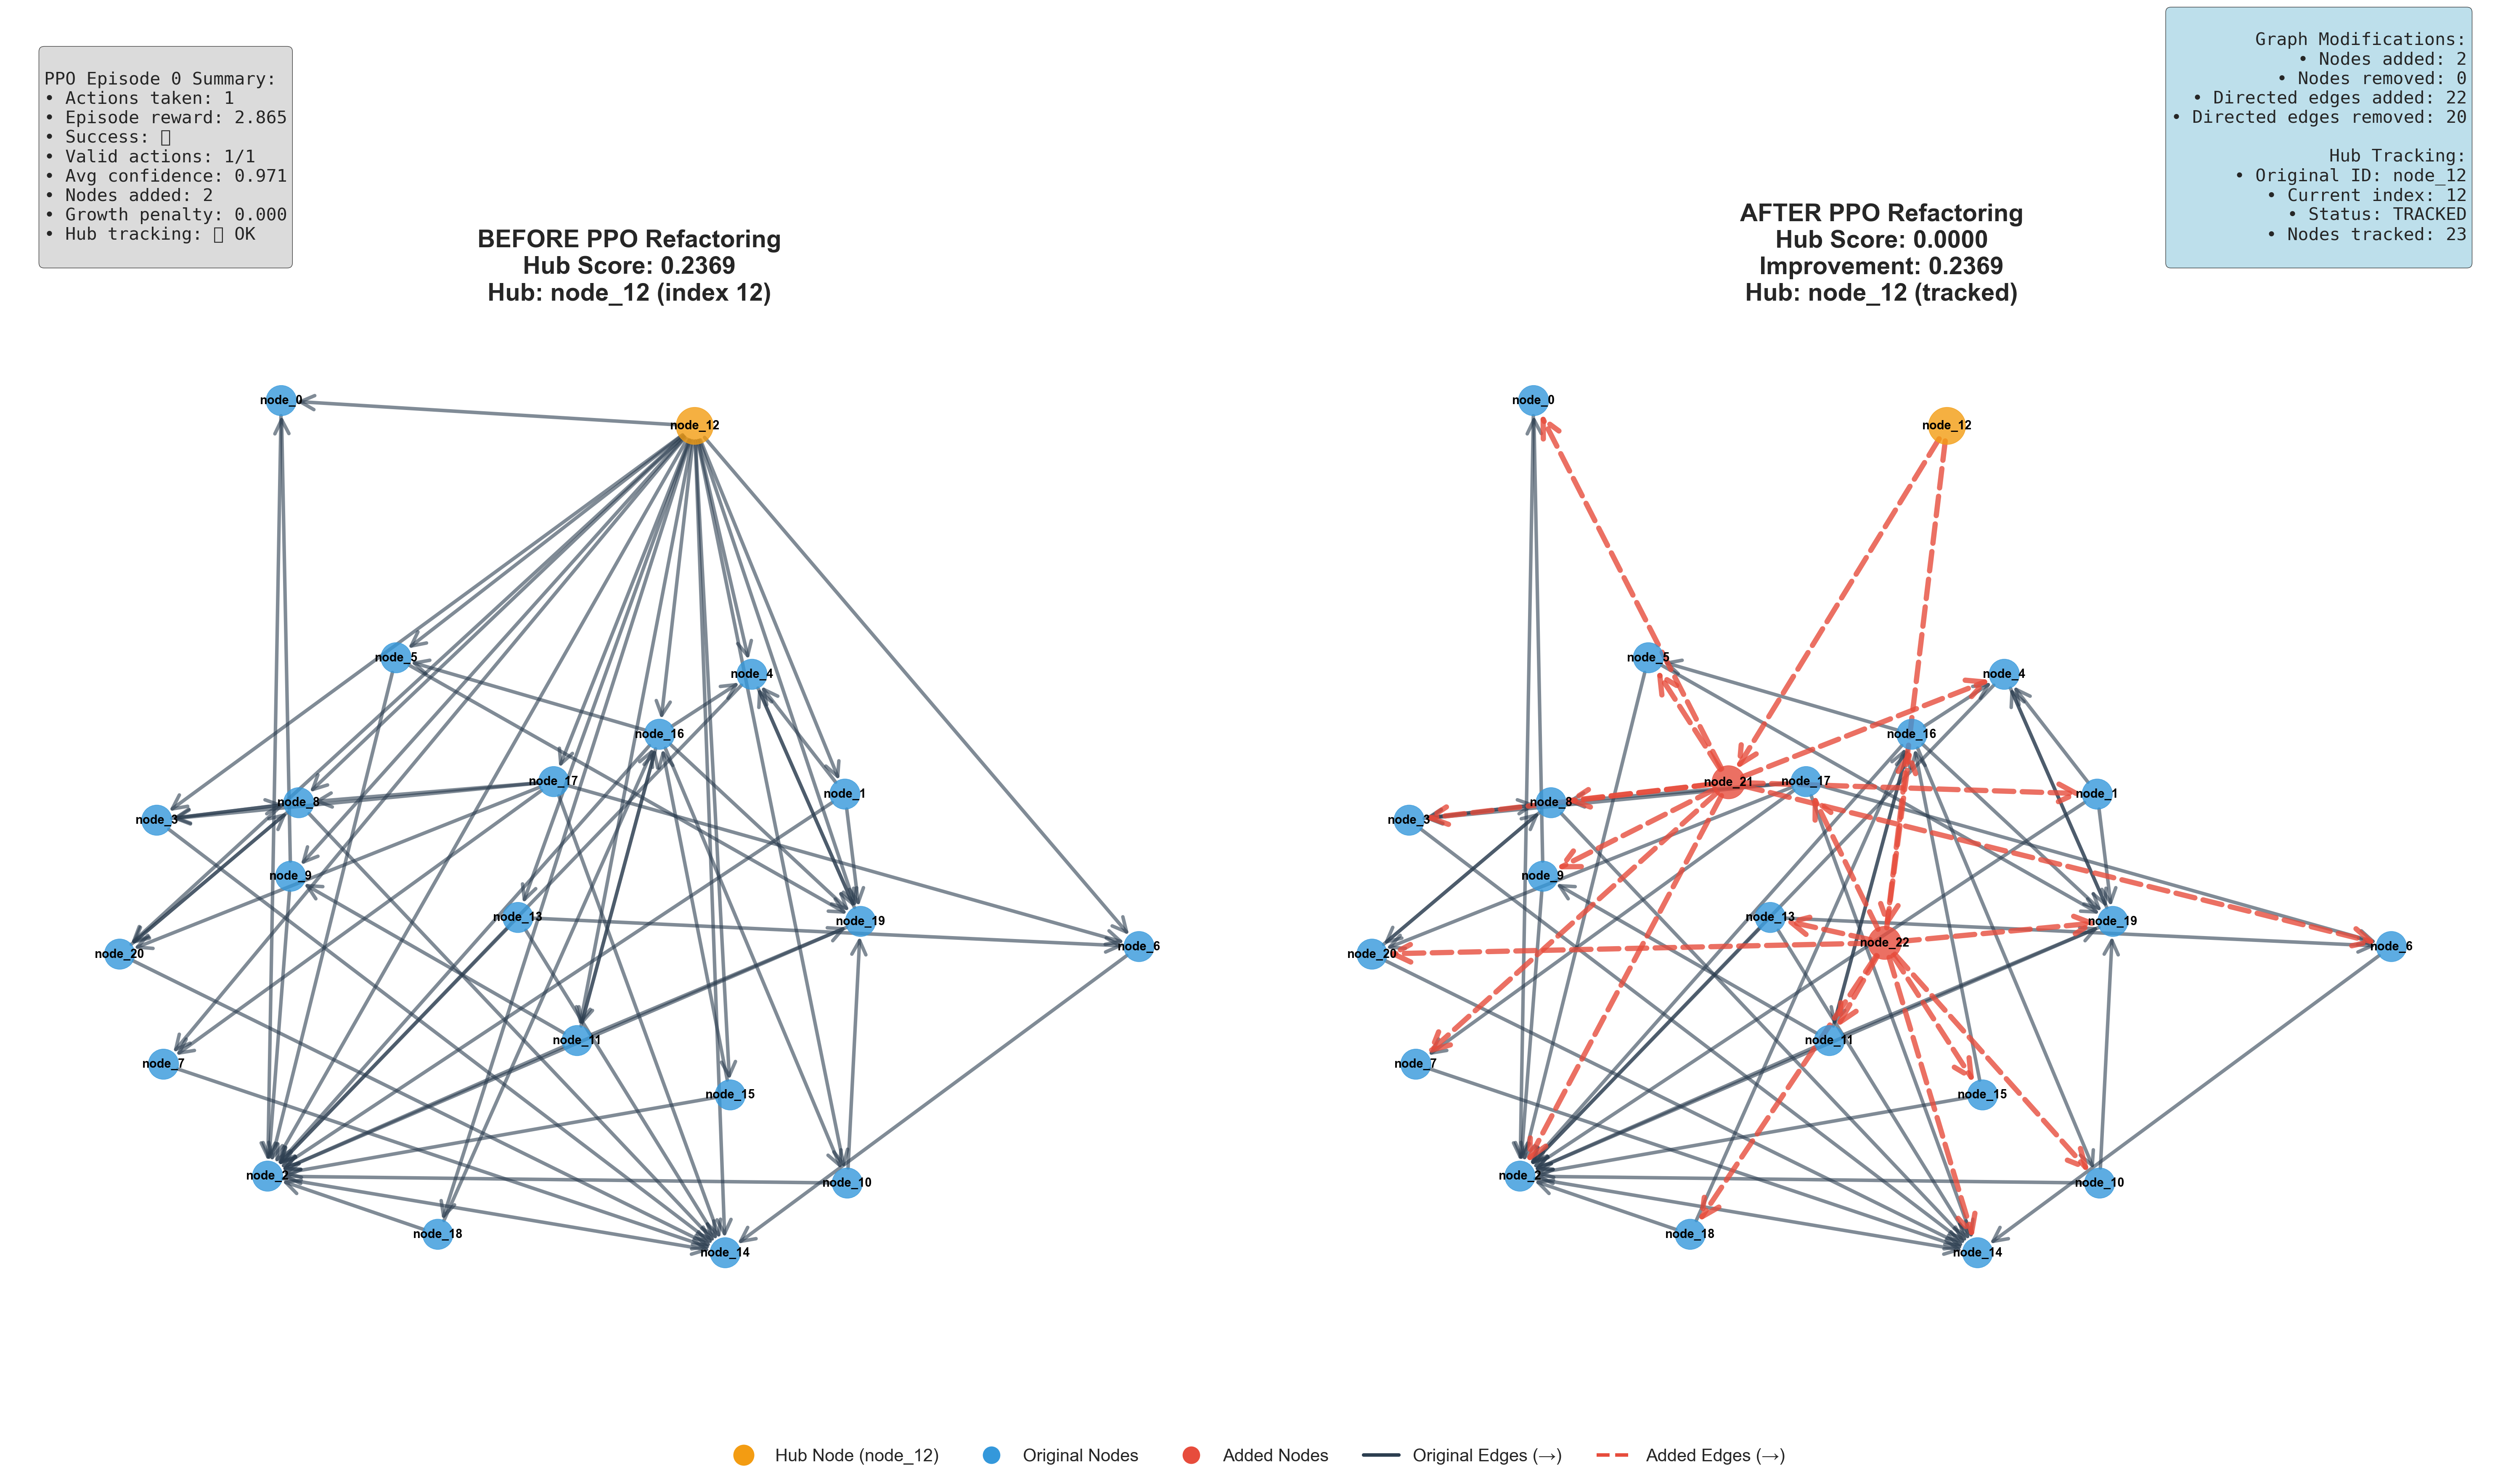 PPO Episode 0 Summary:
• Actions taken: 1
• Episode reward: 2.865
• Success: ▯
• Valid actions: 1/1
• Avg confidence: 0.971
• Nodes added: 2
• Growth penalty: 0.000
• Hub tracking: ▯ OK
Graph Modifications:
• Nodes added: 2
• Nodes removed: 0
• Directed edges added: 22
• Directed edges removed: 20
Hub Tracking:
• Original ID: node_12
• Current index: 12
• Status: TRACKED
• Nodes tracked: 23
BEFORE PPO Refactoring
Hub Score: 0.2369
Hub: node_12 (index 12)
AFTER PPO Refactoring
Hub Score: 0.0000
Improvement: 0.2369
Hub: node_12 (tracked)
node_0
node_12
node_5
node_4
node_16
node_17
node_1
node_8
node_3
node_9
node_13
node_19
node_6
node_20
node_11
node_7
node_15
node_2
node_10
node_18
node_14
node_0
node_12
node_5
node_4
node_16
node_21
node_17
node_1
node_8
node_3
node_9
node_13
node_19
node_22
node_6
node_20
node_11
node_7
node_15
node_2
node_10
node_18
node_14
Hub Node (node_12)
Original Nodes
Added Nodes
Original Edges (→)
Added Edges (→)